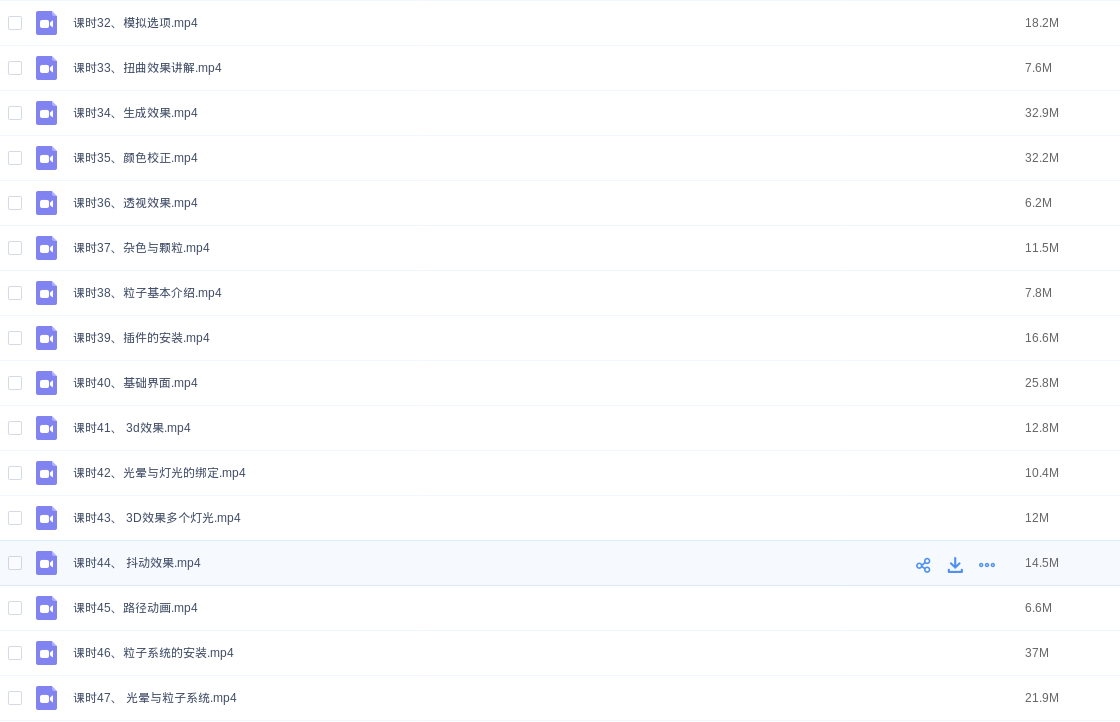 课时32、模拟选项.mp4 18.2M
课时33、扭曲效果讲解.mp4 7.6M
课时34、生成效果.mp4 32.9M
课时35、颜色校正.mp4 32.2M
课时36、透视效果.mp4 6.2M
课时37、杂色与颗粒.mp4 11.5M
课时38、粒子基本介绍.mp4 7.8M
课时39、插件的安装.mp4 16.6M
课时40、基础界面.mp4 25.8M
课时41、 3d效果.mp4 12.8M
课时42、光晕与灯光的绑定.mp4 10.4M
课时43、 3D效果多个灯光.mp4 12M
课时44、 抖动效果.mp4 14.5M
课时45、路径动画.mp4 6.6M
课时46、粒子系统的安装.mp4 37M
课时47、 光晕与粒子系统.mp4 21.9M